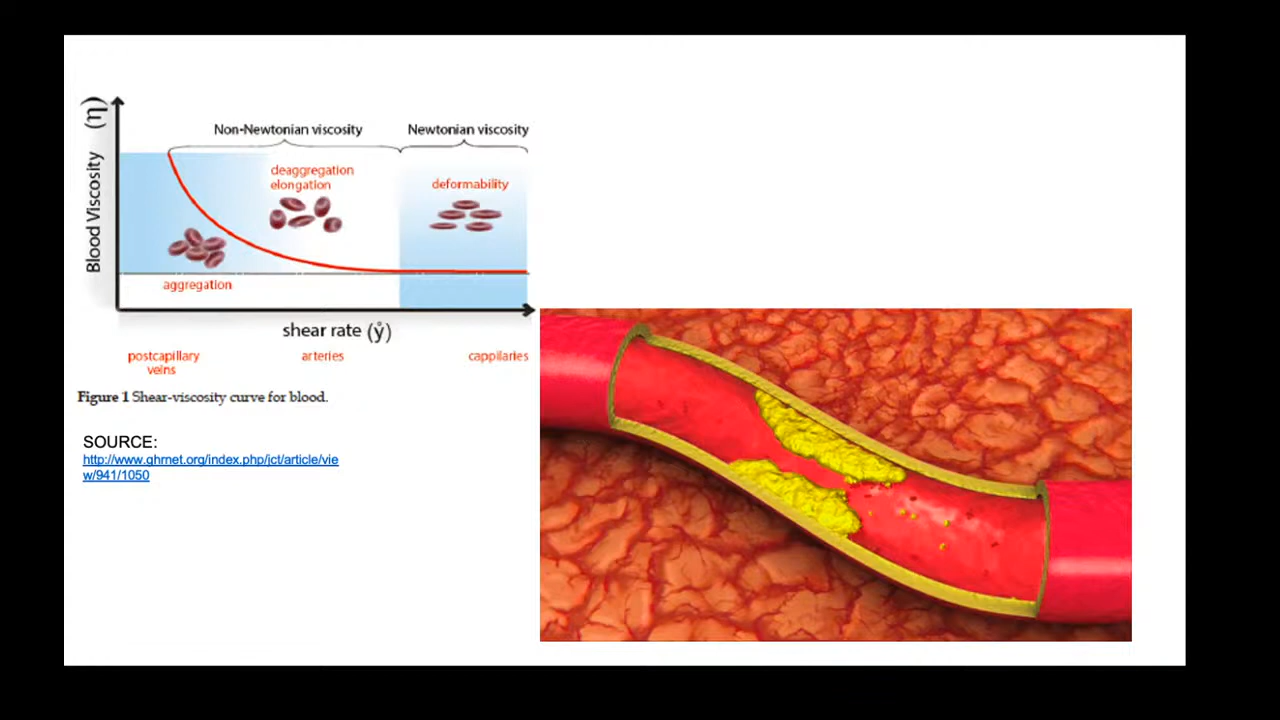 Blood Viscosity (η)
Non-Newtonian viscosity
Newtonian viscosity
deaggregation
elongation
deformability
aggregation
shear rate (γ̇)
postcapillary
veins
arteries
cappilaries
Figure 1 Shear-viscosity curve for blood.
SOURCE:
http://www.ghrnet.org/index.php/jct/article/vie
w/941/1050